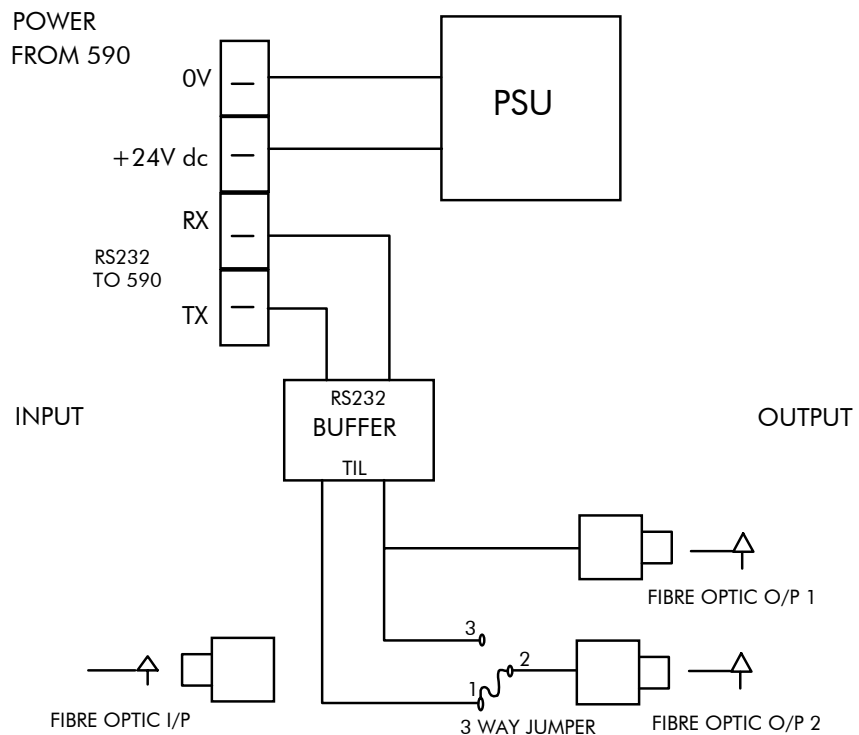 POWER
FROM 590
0V
PSU
+24V dc
RX
RS232
TO 590
TX
RS232
BUFFER
TIL
INPUT
OUTPUT
FIBRE OPTIC O/P 1
3
2
1
FIBRE OPTIC I/P
3 WAY JUMPER
FIBRE OPTIC O/P 2